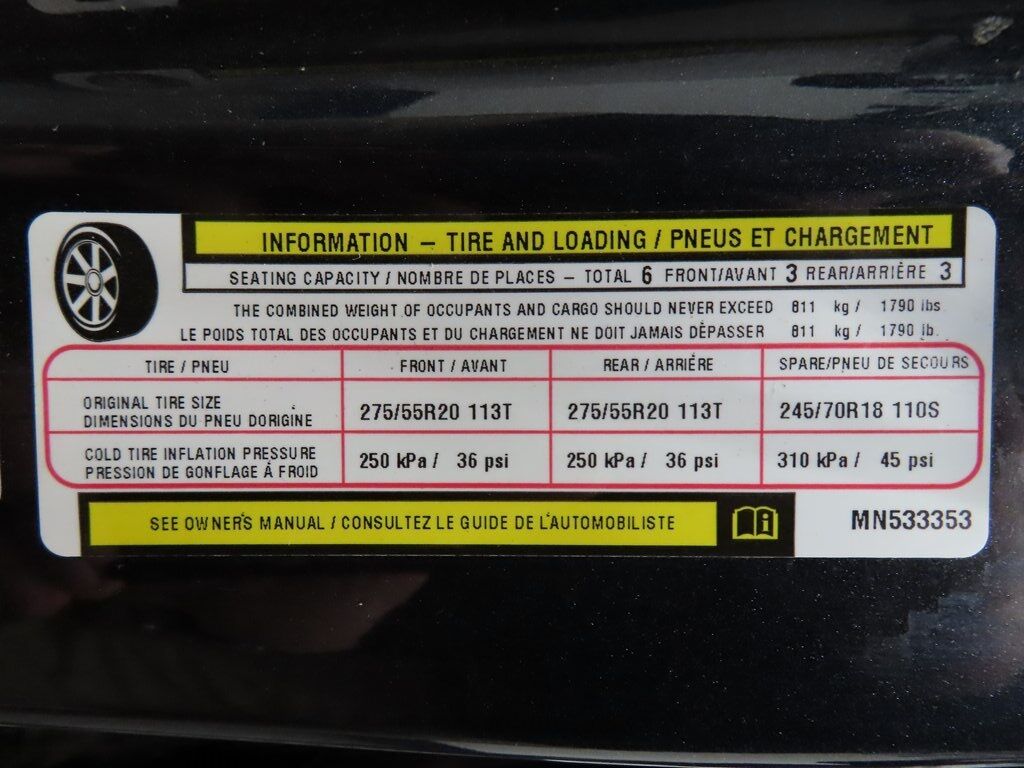 INFORMATION – TIRE AND LOADING / PNEUS ET CHARGEMENT
SEATING CAPACITY / NOMBRE DE PLACES – TOTAL 6 FRONT/AVANT 3 REAR/ARRIÈRE 3
THE COMBINED WEIGHT OF OCCUPANTS AND CARGO SHOULD NEVER EXCEED 811 kg / 1790 lbs
LE POIDS TOTAL DES OCCUPANTS ET DU CHARGEMENT NE DOIT JAMAIS DÉPASSER 811 kg / 1790 lb.
TIRE / PNEU FRONT / AVANT REAR / ARRIÉRE SPARE/PNEU DE SECOURS
ORIGINAL TIRE SIZE
DIMENSIONS DU PNEU DORIGINE 275/55R20 113T 275/55R20 113T 245/70R18 110S
COLD TIRE INFLATION PRESSURE
PRESSION DE GONFLAGE À FROID 250 kPa / 36 psi 250 kPa / 36 psi 310 kPa / 45 psi
SEE OWNER'S MANUAL / CONSULTEZ LE GUIDE DE L'AUTOMOBILISTE
MN533353